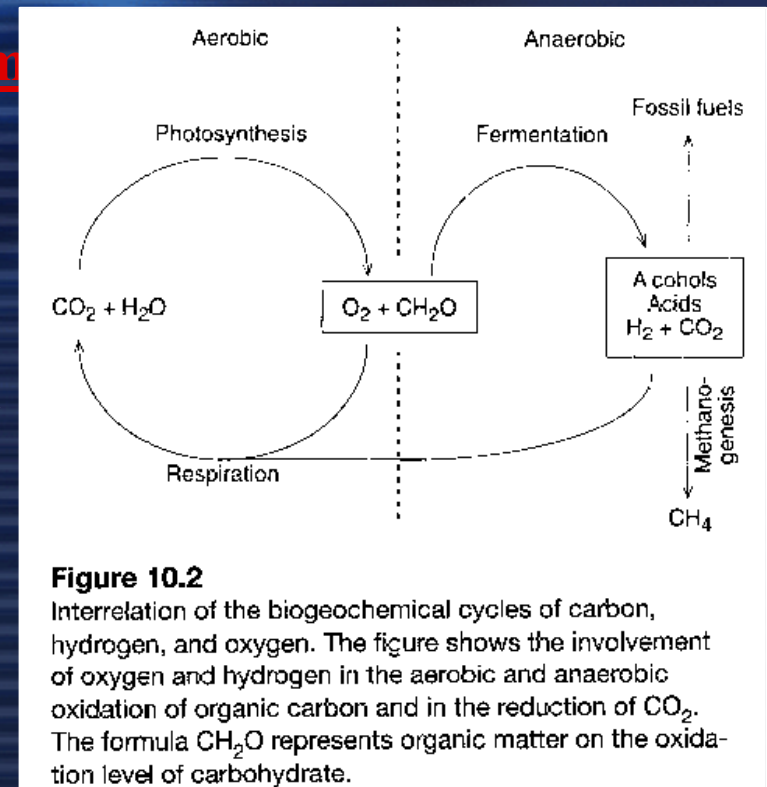 Aerobic
Anaerobic
Fossil fuels
Photosynthesis
Fermentation
CO₂ + H₂O
O₂ + CH₂O
A cohols
Acids
H₂ + CO₂
Methano-
genesis
Respiration
CH₄
Figure 10.2
Interrelation of the biogeochemical cycles of carbon,
hydrogen, and oxygen. The figure shows the involvement
of oxygen and hydrogen in the aerobic and anaerobic
oxidation of organic carbon and in the reduction of CO₂.
The formula CH₂O represents organic matter on the oxida-
tion level of carbohydrate.